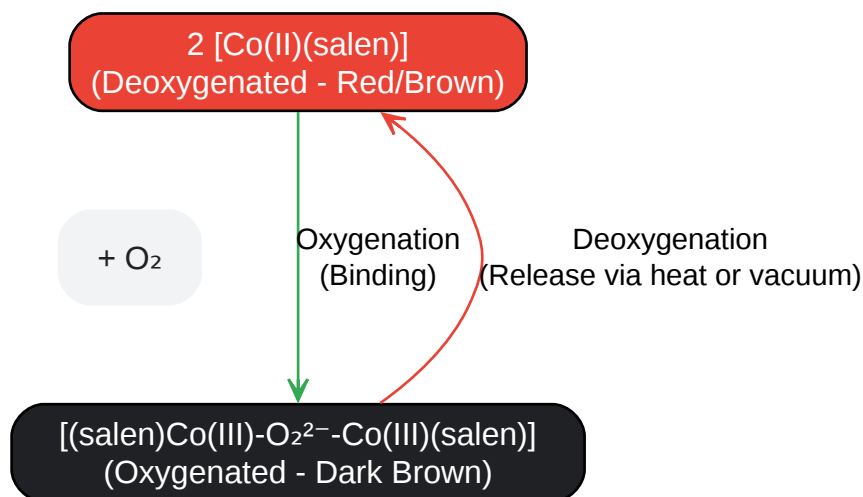 2 [Co(II)(salen)]
(Deoxygenated - Red/Brown)
+ O₂
Oxygenation
(Binding)
Deoxygenation
(Release via heat or vacuum)
[(salen)Co(III)-O₂²⁻-Co(III)(salen)]
(Oxygenated - Dark Brown)